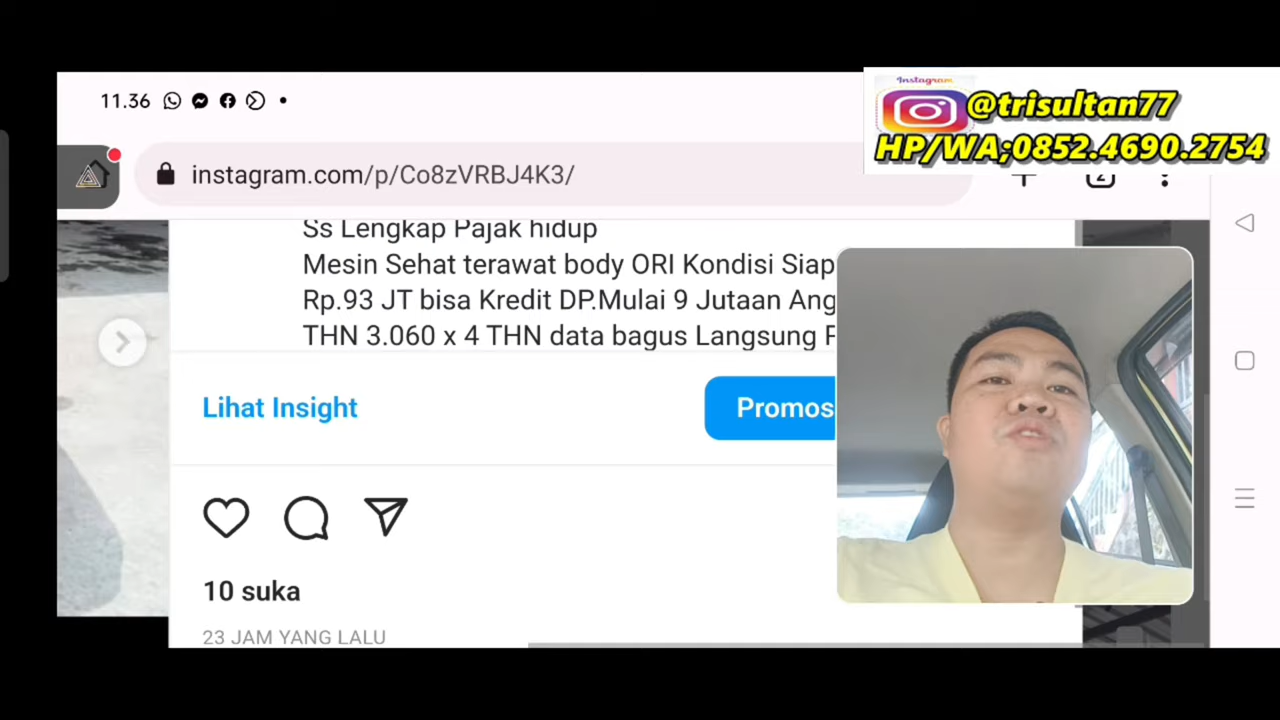 11.36
Instagram
@trisultan77
HP/WA;0852.4690.2754
instagram.com/p/Co8zVRBJ4K3/
2
Ss Lengkap Pajak hidup
Mesin Sehat terawat body ORI Kondisi Siap
Rp.93 JT bisa Kredit DP.Mulai 9 Jutaan Ang
THN 3.060 x 4 THN data bagus Langsung
Lihat Insight
Promos
10 suka
23 JAM YANG LALU